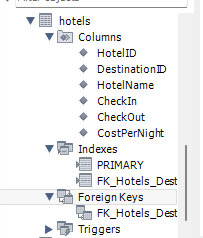 hotels
Columns
HotelID
DestinationID
HotelName
CheckIn
CheckOut
CostPerNight
Indexes
PRIMARY
FK_Hotels_Dest
Foreign Keys
FK_Hotels_Dest
Triggers